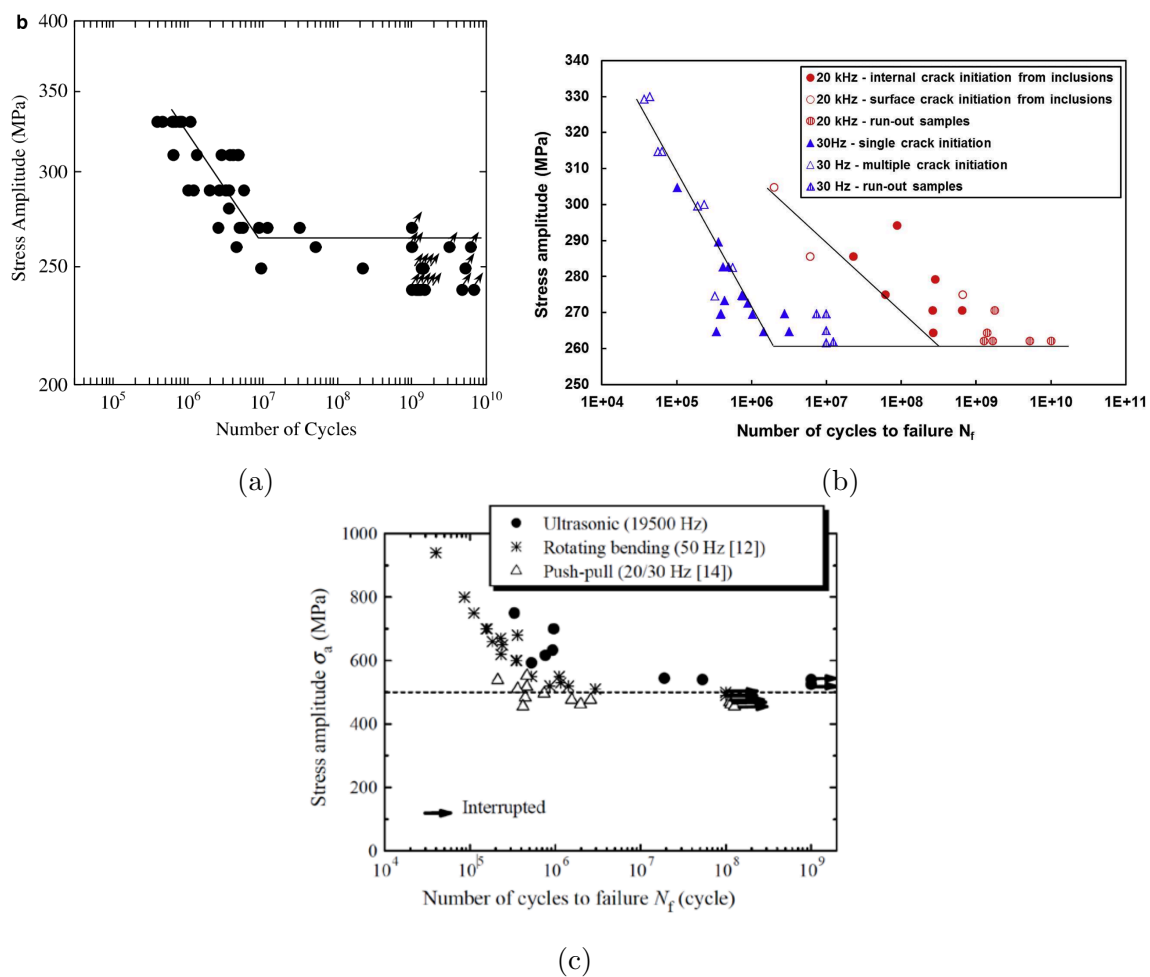 b
400
350
300
250
200
Stress Amplitude (MPa)
10^5
10^6
10^7
10^8
10^9
10^10
Number of Cycles
(a)
340
330
320
310
300
290
280
270
260
250
Stress amplitude (MPa)
20 kHz - internal crack initiation from inclusions
20 kHz - surface crack initiation from inclusions
20 kHz - run-out samples
30Hz - single crack initiation
30 Hz - multiple crack initiation
30 Hz - run-out samples
1E+04
1E+05
1E+06
1E+07
1E+08
1E+09
1E+10
1E+11
Number of cycles to failure N_f
(b)
Ultrasonic (19500 Hz)
Rotating bending (50 Hz [12])
Push-pull (20/30 Hz [14])
1000
800
600
400
200
0
Stress amplitude σ_a (MPa)
Interrupted
10^4
10^5
10^6
10^7
10^8
10^9
Number of cycles to failure N_f (cycle)
(c)